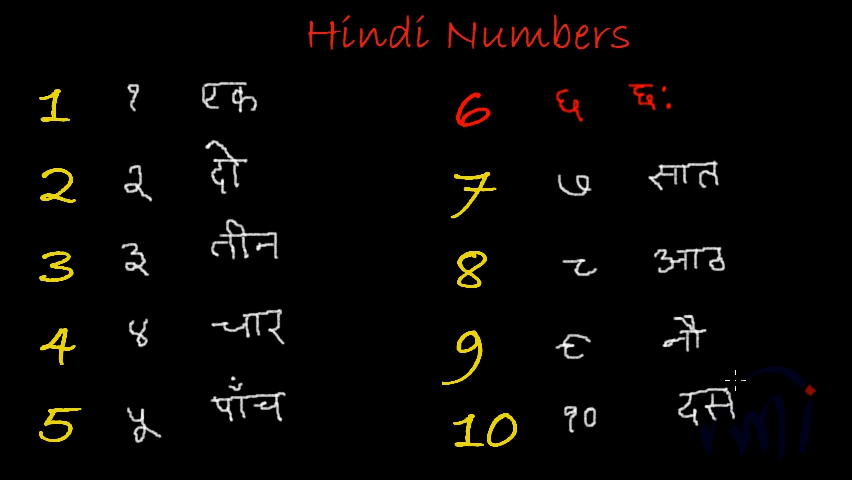 Hindi Numbers
1 १ एक
2 २ दो
3 ३ तीन
4 ४ चार
5 ५ पाँच
6 ६ छः
7 ७ सात
8 ८ आठ
9 ९ नौ
10 १० दस